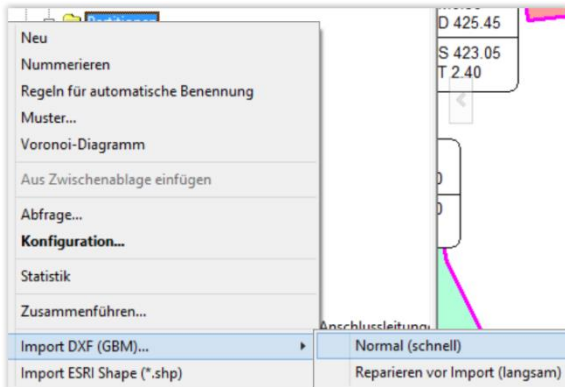 Partitionen
D 425.45
S 423.05
T 2.40
Neu
Nummerieren
Regeln für automatische Benennung
Muster...
Voronoi-Diagramm
Aus Zwischenablage einfügen
Abfrage...
Konfiguration...
Statistik
Zusammenführen...
Anschlussleitung
Import DXF (GBM)...
Normal (schnell)
Import ESRI Shape (*.shp)
Reparieren vor Import (langsam)